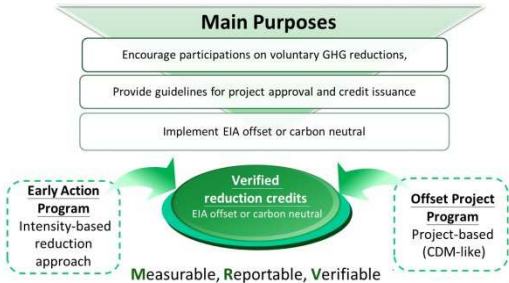 Main Purposes
Encourage participations on voluntary GHG reductions,
Provide guidelines for project approval and credit issuance
Implement EIA offset or carbon neutral
Early Action
Program
Intensity-based
reduction
approach
Verified
reduction credits
EIA offset or carbon neutral
Offset Project
Program
Project-based
(CDM-like)
Measurable, Reportable, Verifiable